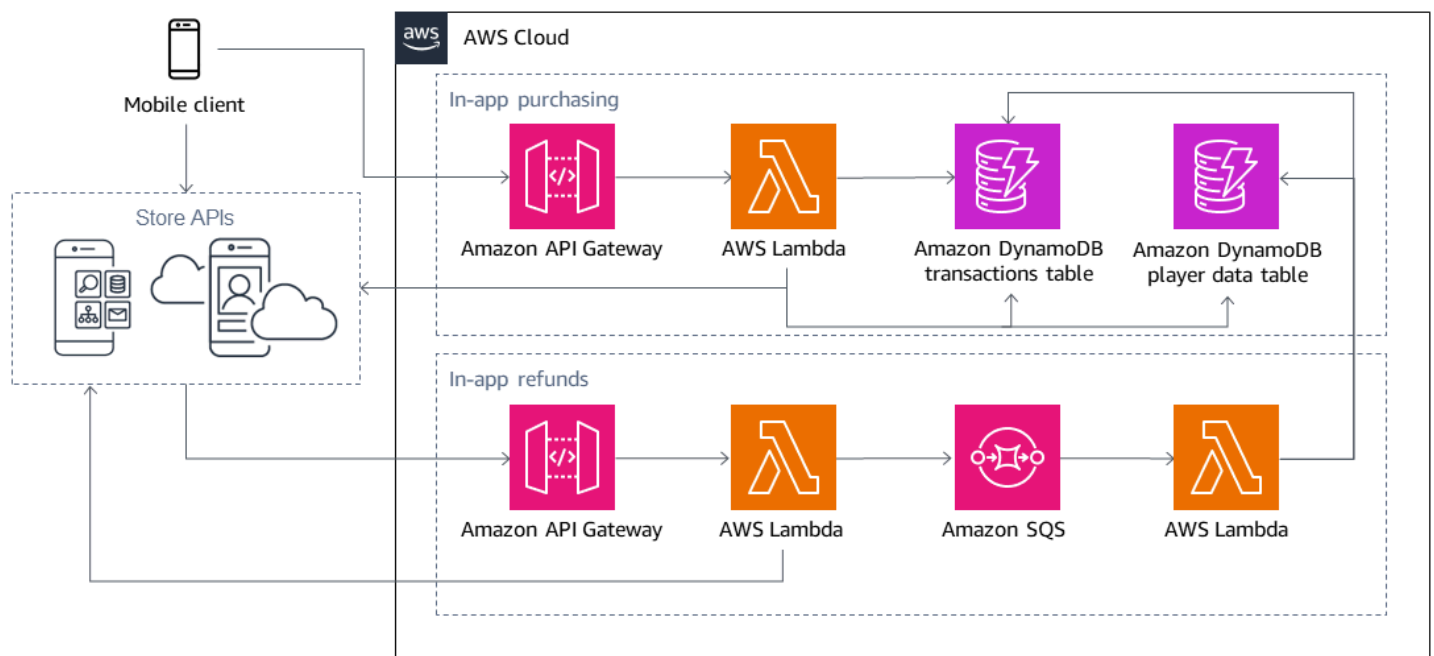 aws
AWS Cloud
Mobile client
In-app purchasing
Store APIs
</>
Amazon API Gateway
AWS Lambda
Amazon DynamoDB
transactions table
Amazon DynamoDB
player data table
In-app refunds
</>
Amazon API Gateway
AWS Lambda
Amazon SQS
AWS Lambda